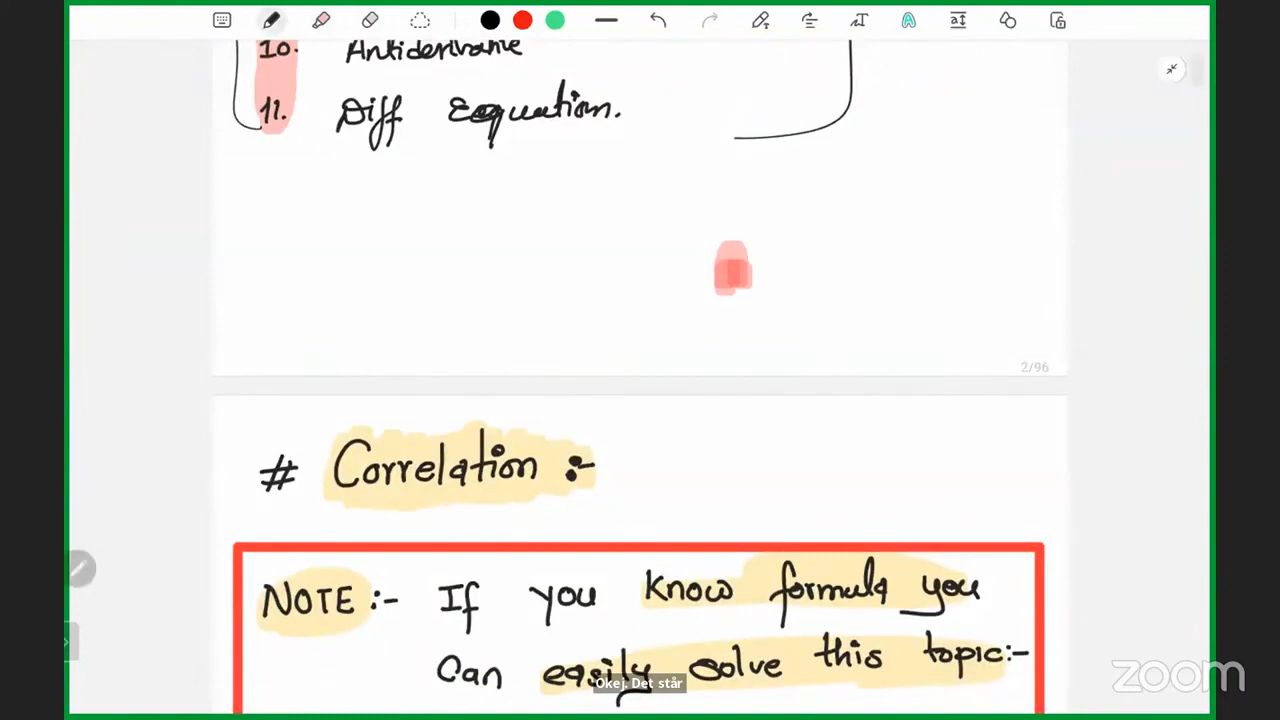 10. Antiderivative
11. Diff Eequation.
2/96
# Correlation :-
NOTE :- If you know formula you
Can easily solve this topic:-
Okej. Det står
zoom